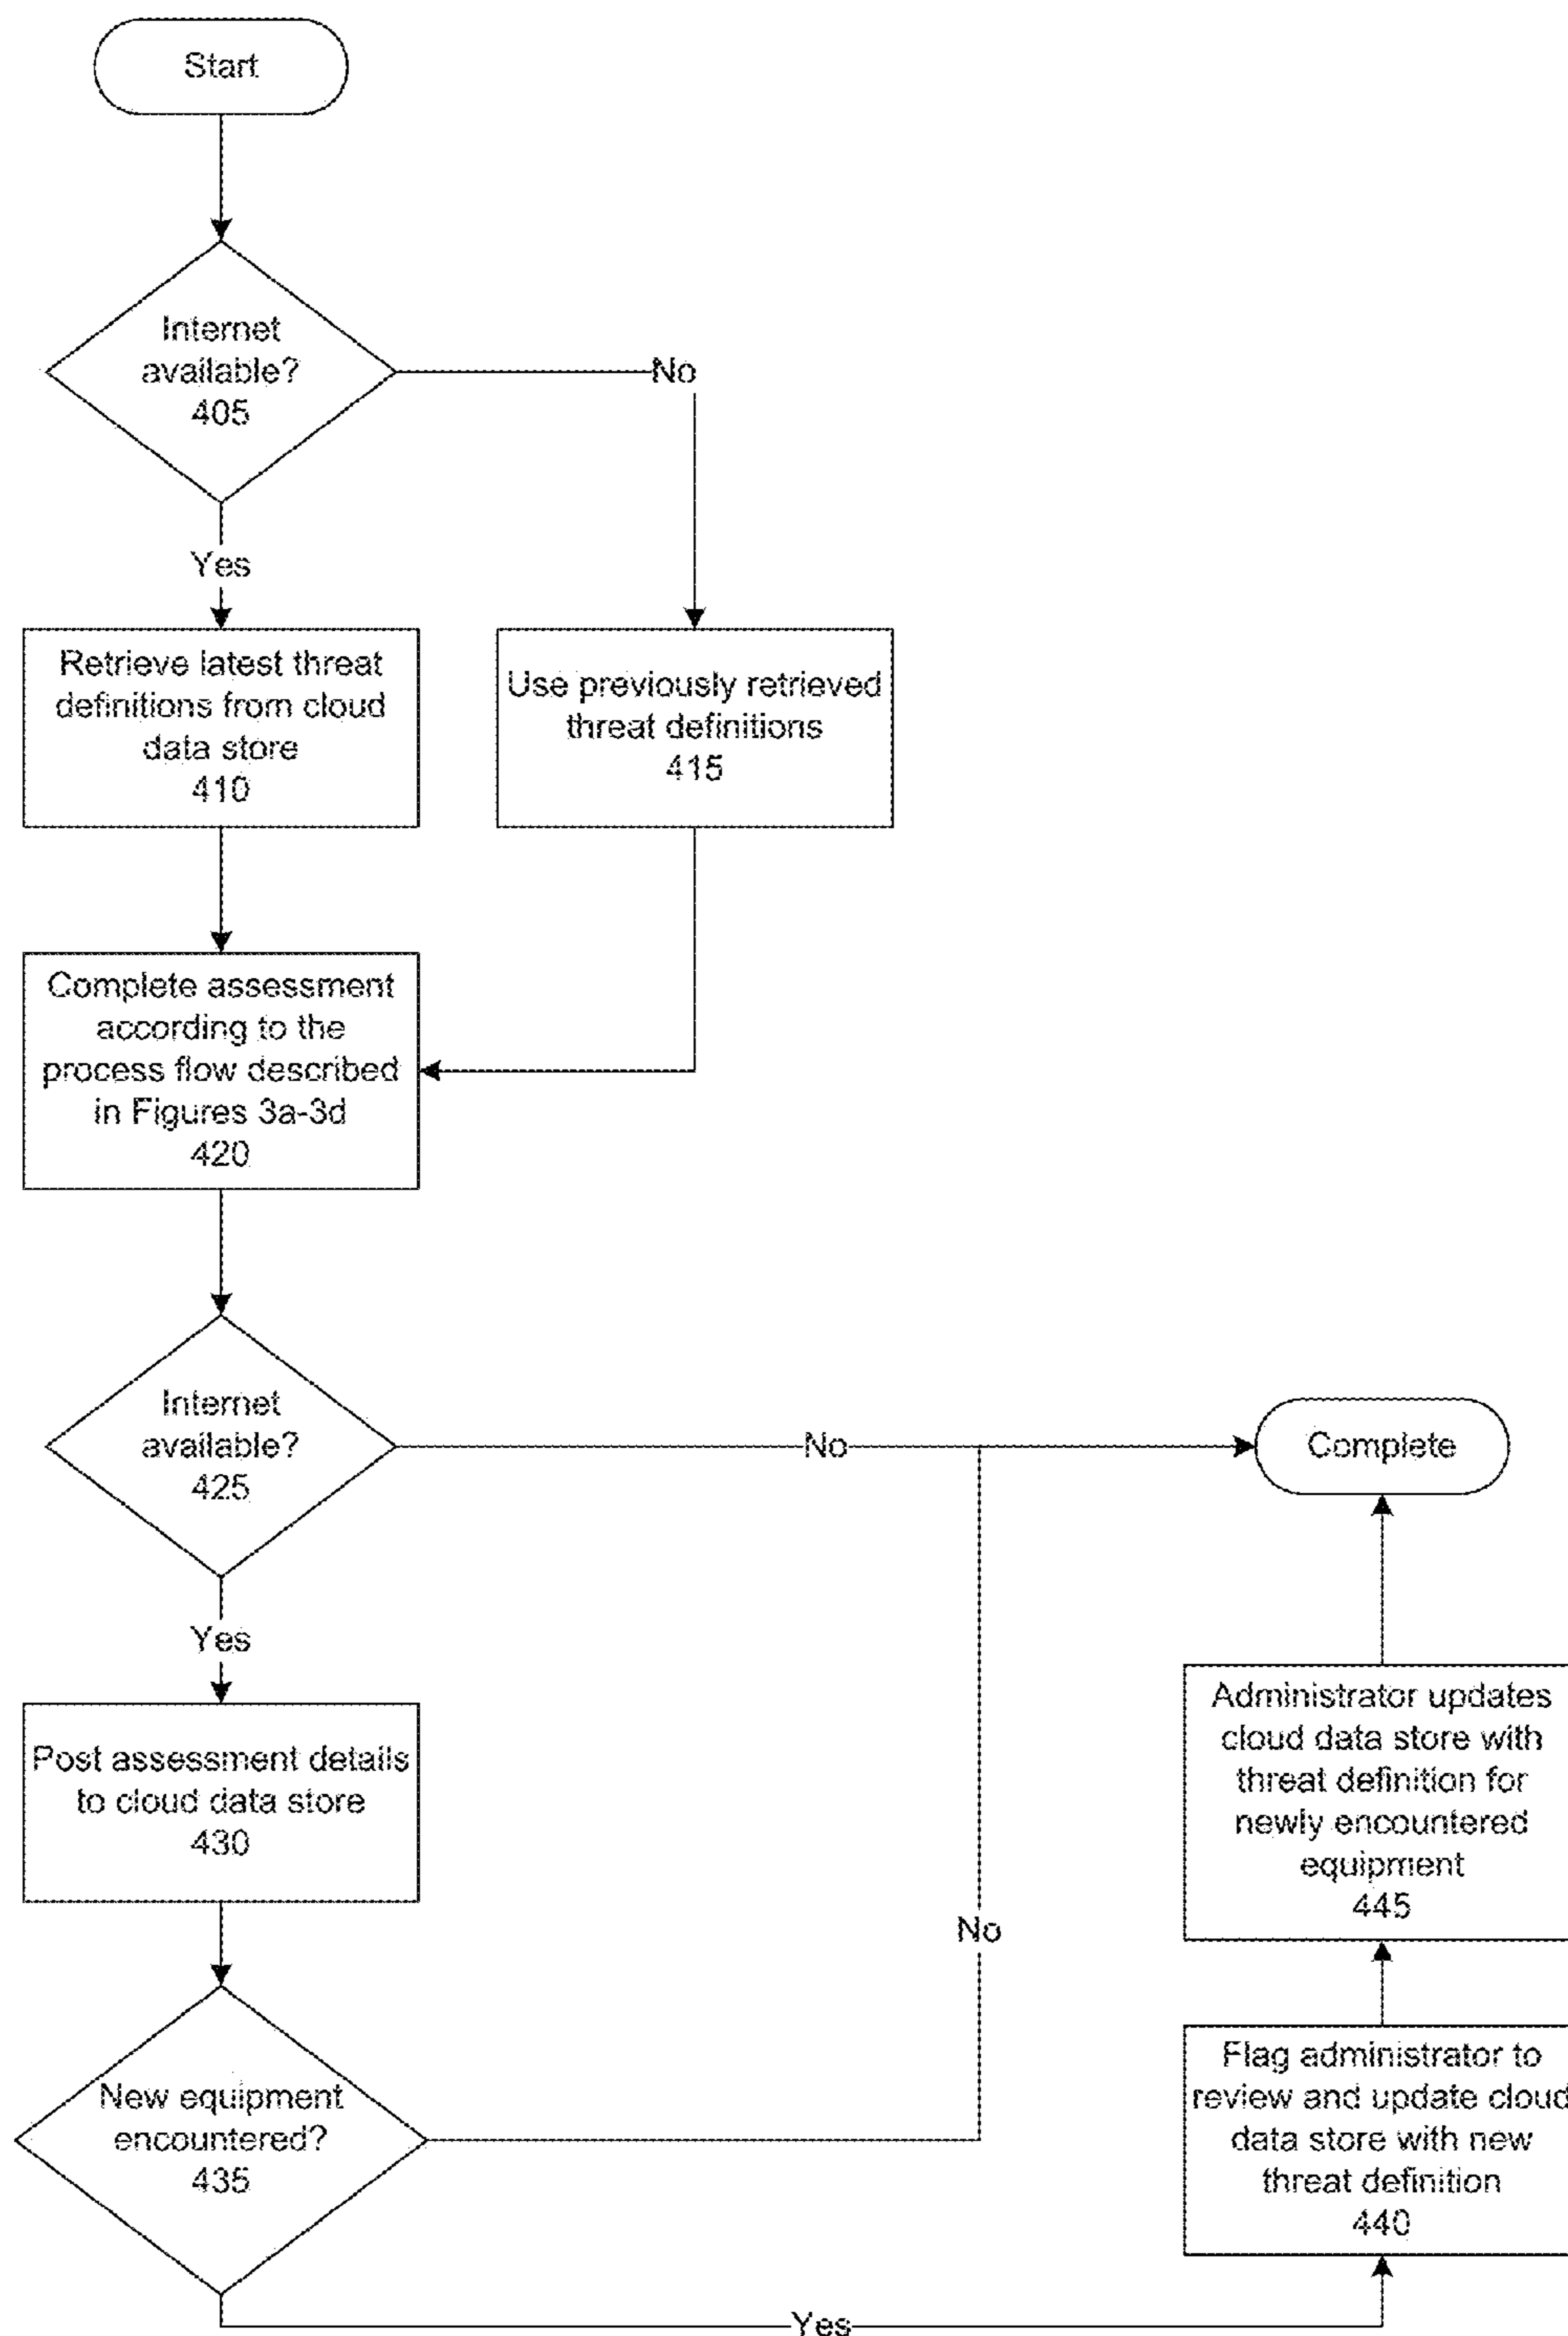 Start
Internet
available?
405
No
Yes
Retrieve latest threat
definitions from cloud
data store
410
Use previously retrieved
threat definitions
415
Complete assessment
according to the
process flow described
in Figures 3a-3d
420
Internet
available?
425
No
Complete
Yes
Post assessment details
to cloud data store
430
Administrator updates
cloud data store with
threat definition for
newly encountered
equipment
445
No
New equipment
encountered?
435
Flag administrator to
review and update cloud
data store with new
threat definition
440
Yes